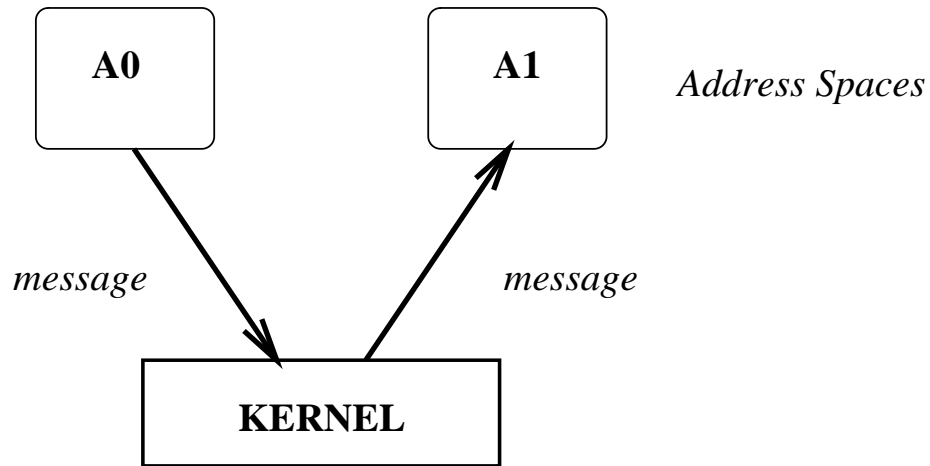 A0
A1
Address Spaces
message
message
KERNEL